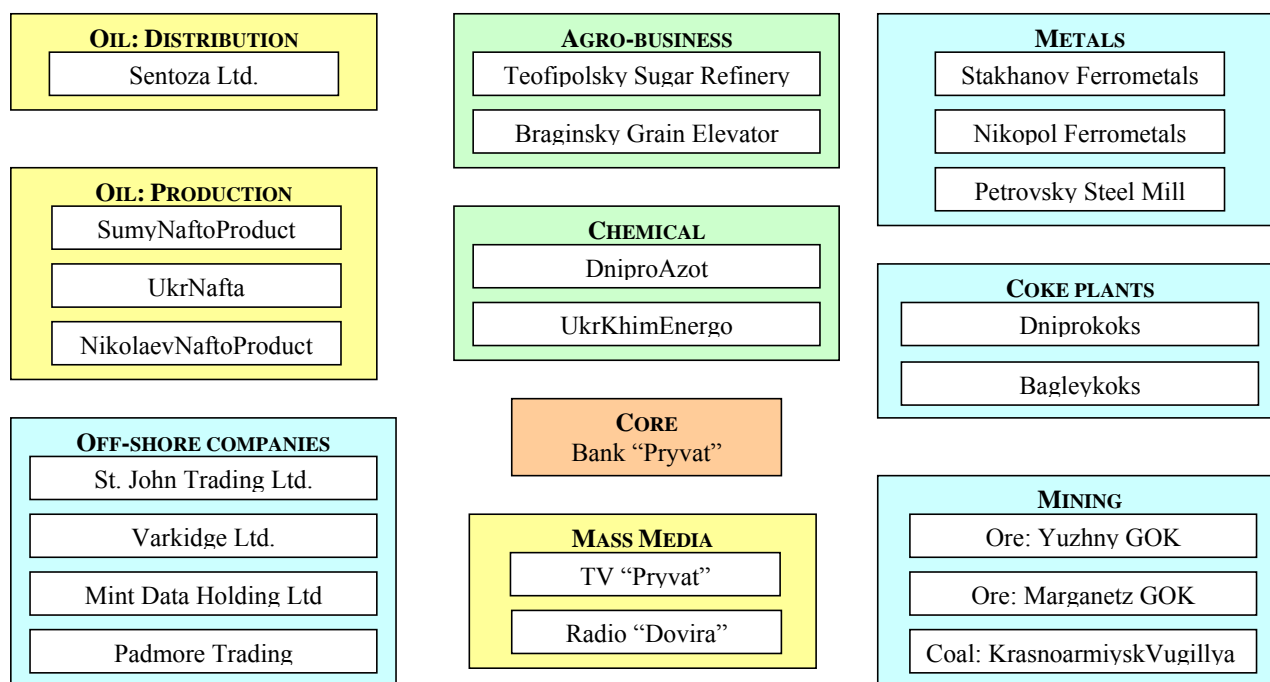 OIL: DISTRIBUTION
Sentoza Ltd.
OIL: PRODUCTION
SumyNaftoProduct
UkrNafta
NikolaevNaftoProduct
OFF-SHORE COMPANIES
St. John Trading Ltd.
Varkidge Ltd.
Mint Data Holding Ltd
Padmore Trading
AGRO-BUSINESS
Teofipolsky Sugar Refinery
Braginsky Grain Elevator
CHEMICAL
DniproAzot
UkrKhimEnergo
CORE
Bank “Pryvat”
MASS MEDIA
TV “Pryvat”
Radio “Dovira”
METALS
Stakhanov Ferrometals
Nikopol Ferrometals
Petrovsky Steel Mill
COKE PLANTS
Dniprokoks
Bagleykoks
MINING
Ore: Yuzhny GOK
Ore: Marganetz GOK
Coal: KrasnoarmiyskVugillya